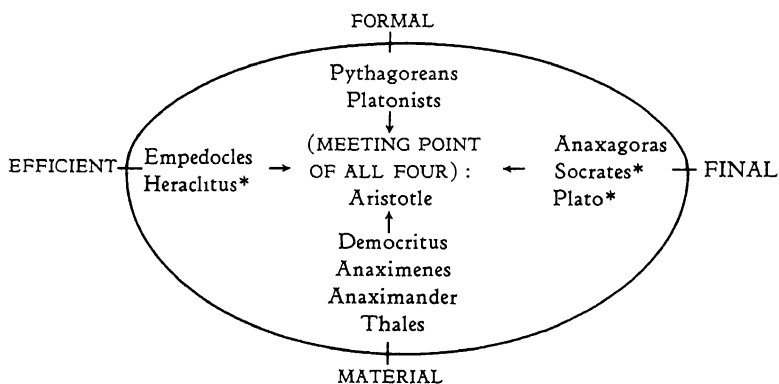 FORMAL
Pythagoreans
Platonists
(MEETING POINT
OF ALL FOUR) :
Aristotle
EFFICIENT
Empedocles
Heraclitus*
Anaxagoras
Socrates*
Plato*
FINAL
Democritus
Anaximenes
Anaximander
Thales
MATERIAL